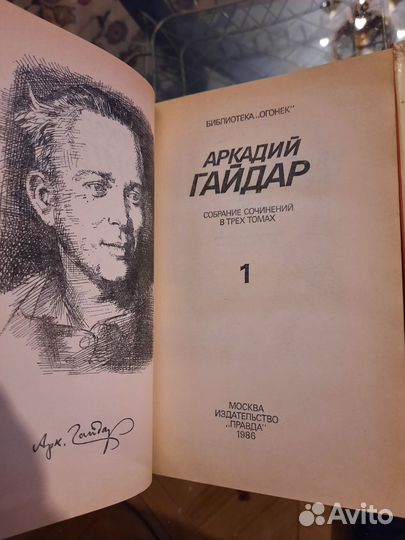 БИБЛИОТЕКА „ОГОНЕК"
АРКАДИЙ
ГАЙДАР
СОБРАНИЕ СОЧИНЕНИЙ
В ТРЕХ ТОМАХ
1
МОСКВА
ИЗДАТЕЛЬСТВО
„ПРАВДА"
1986
Арк. Гайдар
Avito